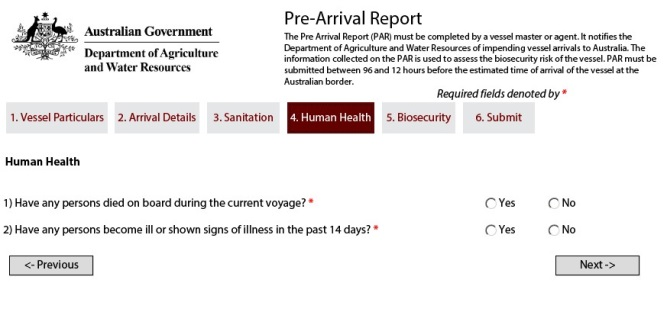 Australian Government
Department of Agriculture
and Water Resources
Pre-Arrival Report
The Pre Arrival Report (PAR) must be completed by a vessel master or agent. It notifies the
Department of Agriculture and Water Resources of impending vessel arrivals to Australia. The
information collected on the PAR is used to assess the biosecurity risk of the vessel. PAR must be
submitted between 96 and 12 hours before the estimated time of arrival of the vessel at the
Australian border.
Required fields denoted by *
1. Vessel Particulars 2. Arrival Details 3. Sanitation 4. Human Health 5. Biosecurity 6. Submit
Human Health
1) Have any persons died on board during the current voyage? * Yes No
2) Have any persons become ill or shown signs of illness in the past 14 days? * Yes No
<- Previous Next ->